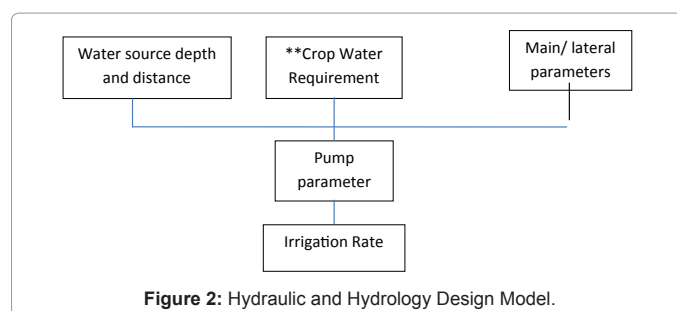 Water source depth
and distance
**Crop Water
Requirement
Main/ lateral
parameters
Pump
parameter
Irrigation Rate
Figure 2: Hydraulic and Hydrology Design Model.